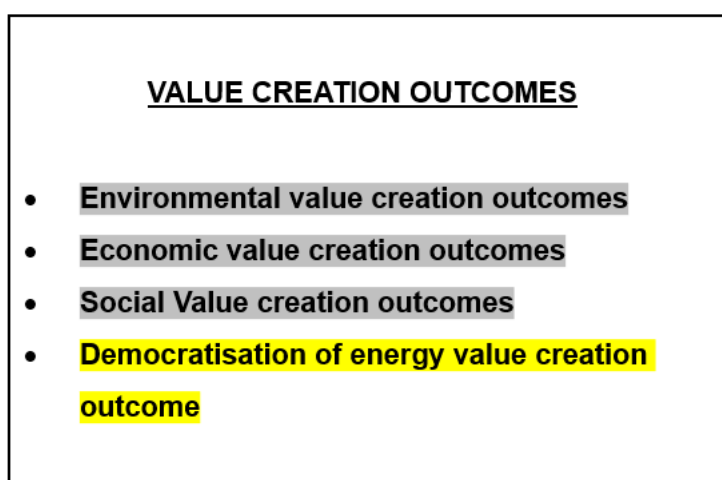 VALUE CREATION OUTCOMES
• Environmental value creation outcomes
• Economic value creation outcomes
• Social Value creation outcomes
• Democratisation of energy value creation
outcome